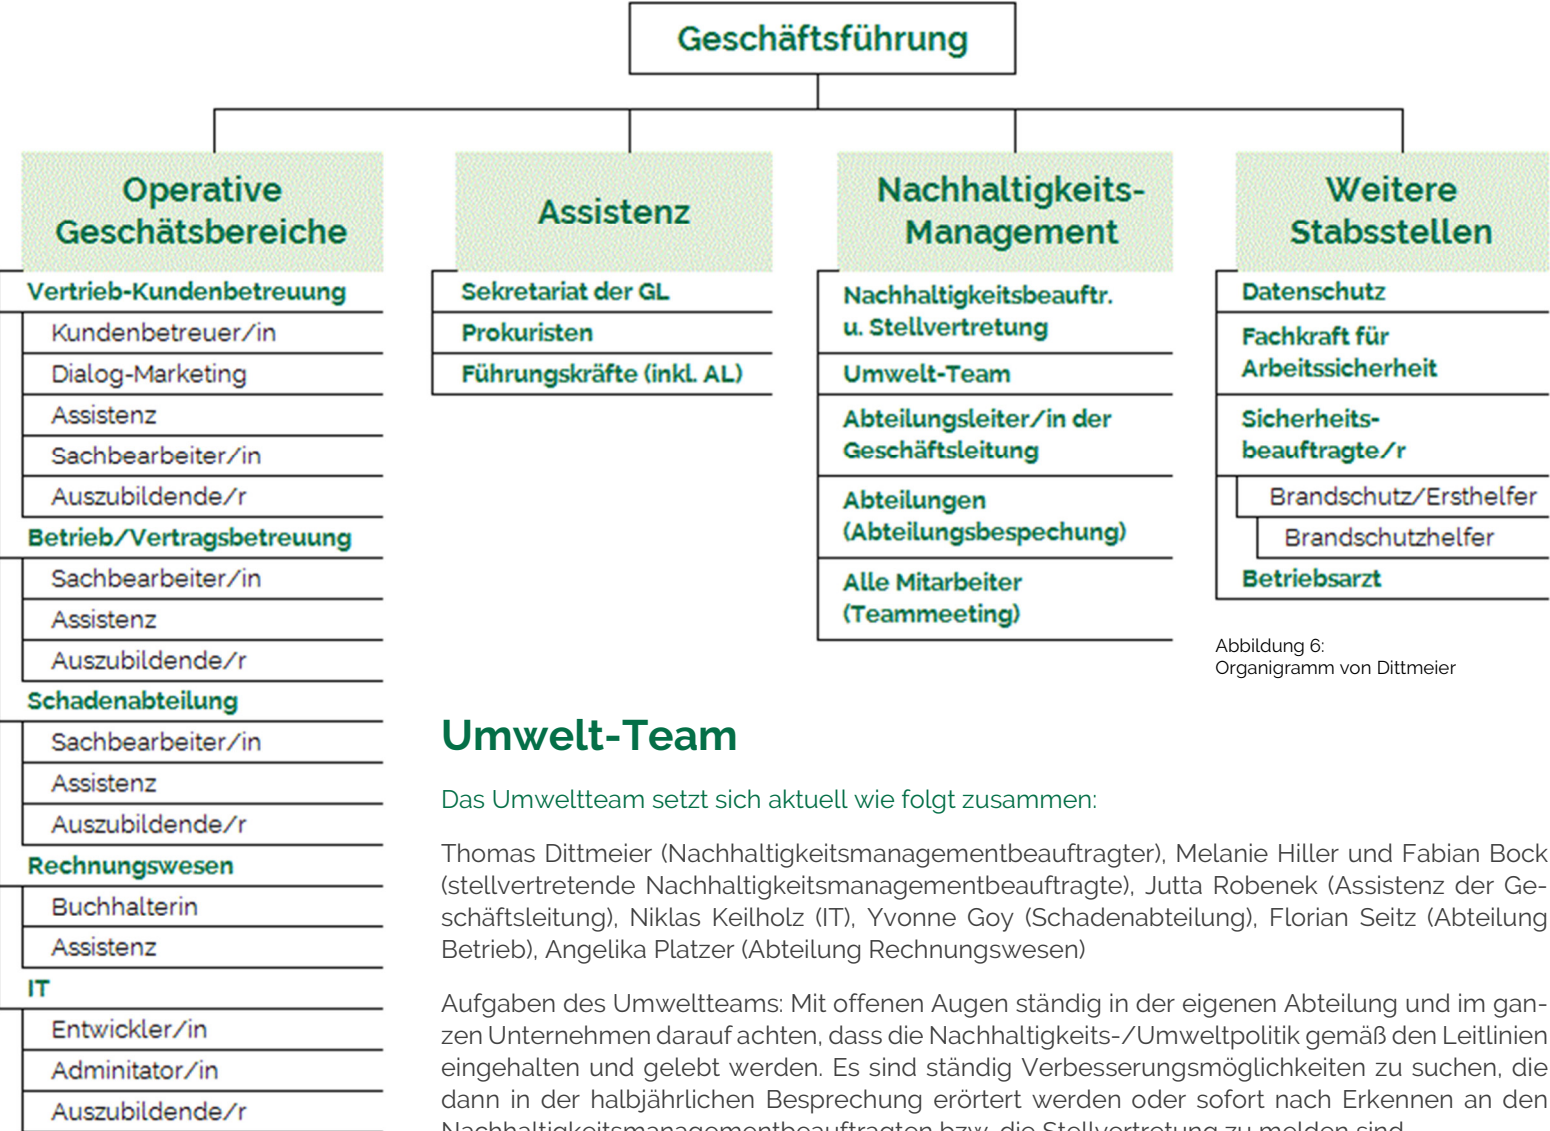 Geschäftsführung
Operative
Geschätsbereiche
Vertrieb-Kundenbetreuung
Kundenbetreuer/in
Dialog-Marketing
Assistenz
Sachbearbeiter/in
Auszubildende/r
Betrieb/Vertragsbetreuung
Sachbearbeiter/in
Assistenz
Auszubildende/r
Schadenabteilung
Sachbearbeiter/in
Assistenz
Auszubildende/r
Rechnungswesen
Buchhalterin
Assistenz
IT
Entwickler/in
Adminitator/in
Auszubildende/r
Assistenz
Sekretariat der GL
Prokuristen
Führungskräfte (inkl. AL)
Nachhaltigkeits-
Management
Nachhaltigkeitsbeauftr.
u. Stellvertretung
Umwelt-Team
Abteilungsleiter/in der
Geschäftsleitung
Abteilungen
(Abteilungsbespechung)
Alle Mitarbeiter
(Teammeeting)
Weitere
Stabsstellen
Datenschutz
Fachkraft für
Arbeitssicherheit
Sicherheits-
beauftragte/r
Brandschutz/Ersthelfer
Brandschutzhelfer
Betriebsarzt
Abbildung 6:
Organigramm von Dittmeier
Umwelt-Team
Das Umweltteam setzt sich aktuell wie folgt zusammen:
Thomas Dittmeier (Nachhaltigkeitsmanagementbeauftragter), Melanie Hiller und Fabian Bock
(stellvertretende Nachhaltigkeitsmanagementbeauftragte), Jutta Robenek (Assistenz der Ge-
schäftsleitung), Niklas Keilholz (IT), Yvonne Goy (Schadenabteilung), Florian Seitz (Abteilung
Betrieb), Angelika Platzer (Abteilung Rechnungswesen)
Aufgaben des Umweltteams: Mit offenen Augen ständig in der eigenen Abteilung und im gan-
zen Unternehmen darauf achten, dass die Nachhaltigkeits-/Umweltpolitik gemäß den Leitlinien
eingehalten und gelebt werden. Es sind ständig Verbesserungsmöglichkeiten zu suchen, die
dann in der halbjährlichen Besprechung erörtert werden oder sofort nach Erkennen an den
Nachhaltigkeitsmanagementbeauftragten bzw. die Stellvertretung zu melden sind.